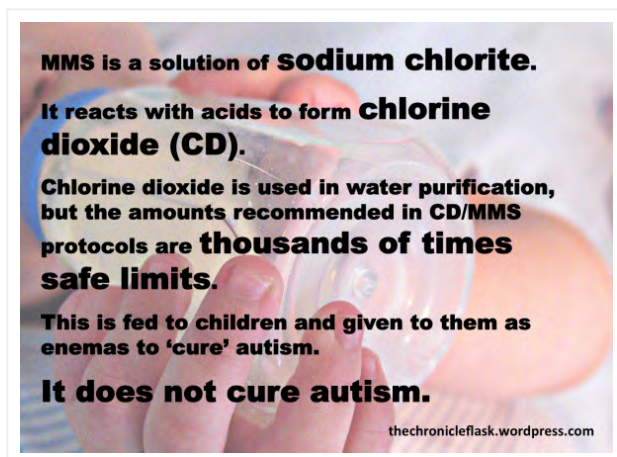 MMS is a solution of sodium chlorite.
It reacts with acids to form chlorine
dioxide (CD).
Chlorine dioxide is used in water purification,
but the amounts recommended in CD/MMS
protocols are thousands of times
safe limits.
This is fed to children and given to them as
enemas to ‘cure’ autism.
It does not cure autism.
thechronicleflask.wordpress.com